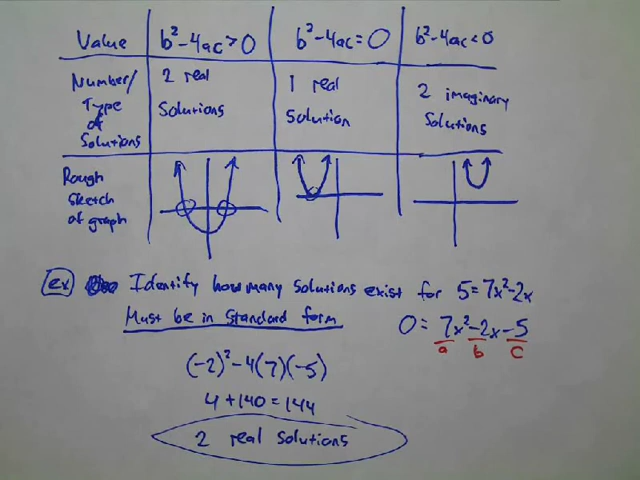 Value b²-4ac>0 b²-4ac=0 b²-4ac<0
Number/ 2 real 1 real 2 imaginary
Type Solutions Solution Solutions
of
Solutions
Rough
sketch
of graph
ex Identify how many solutions exist for 5=7x²-2x
Must be in standard form 0=7x²-2x-5
a b c
(-2)²-4(7)(-5)
4+140=144
2 real solutions